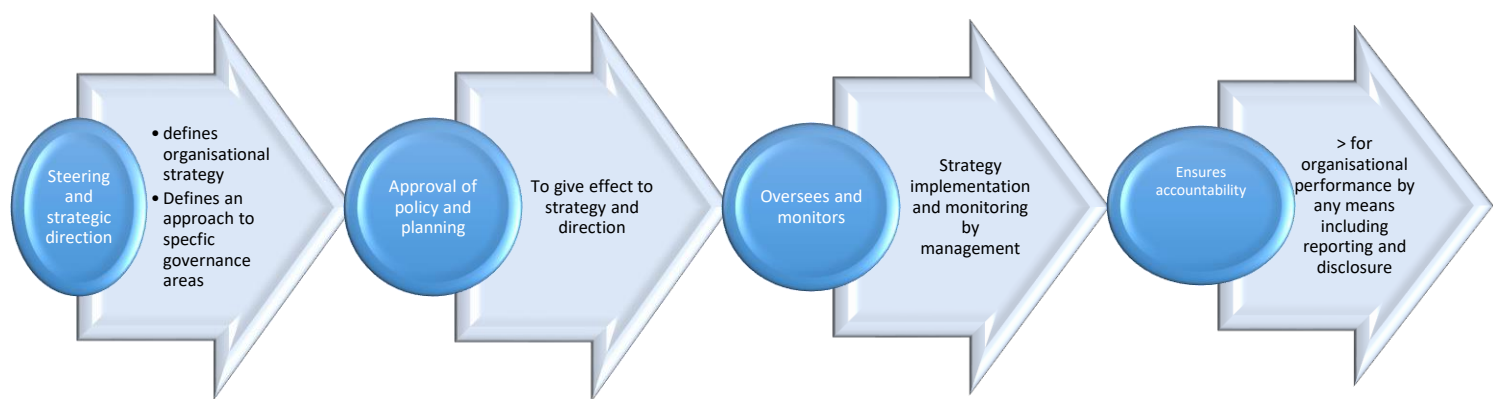 Steering
and
strategic
direction
• defines
organisational
strategy
• Defines an
approach to
specfic
governance
areas
Approval of
policy and
planning
To give effect to
strategy and
direction
Oversees and
monitors
Strategy
implementation
and monitoring
by
management
Ensures
accountability
> for
organisational
performance by
any means
including
reporting and
disclosure